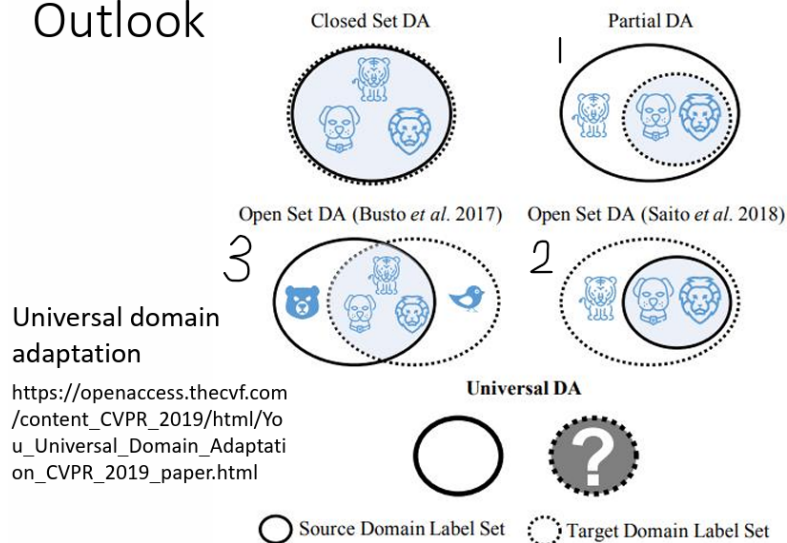 Outlook
Closed Set DA
Partial DA
1
Open Set DA (Busto et al. 2017)
Open Set DA (Saito et al. 2018)
3
2
Universal domain
adaptation
https://openaccess.thecvf.com
/content_CVPR_2019/html/Yo
u_Universal_Domain_Adaptati
on_CVPR_2019_paper.html
Universal DA
?
Source Domain Label Set
Target Domain Label Set